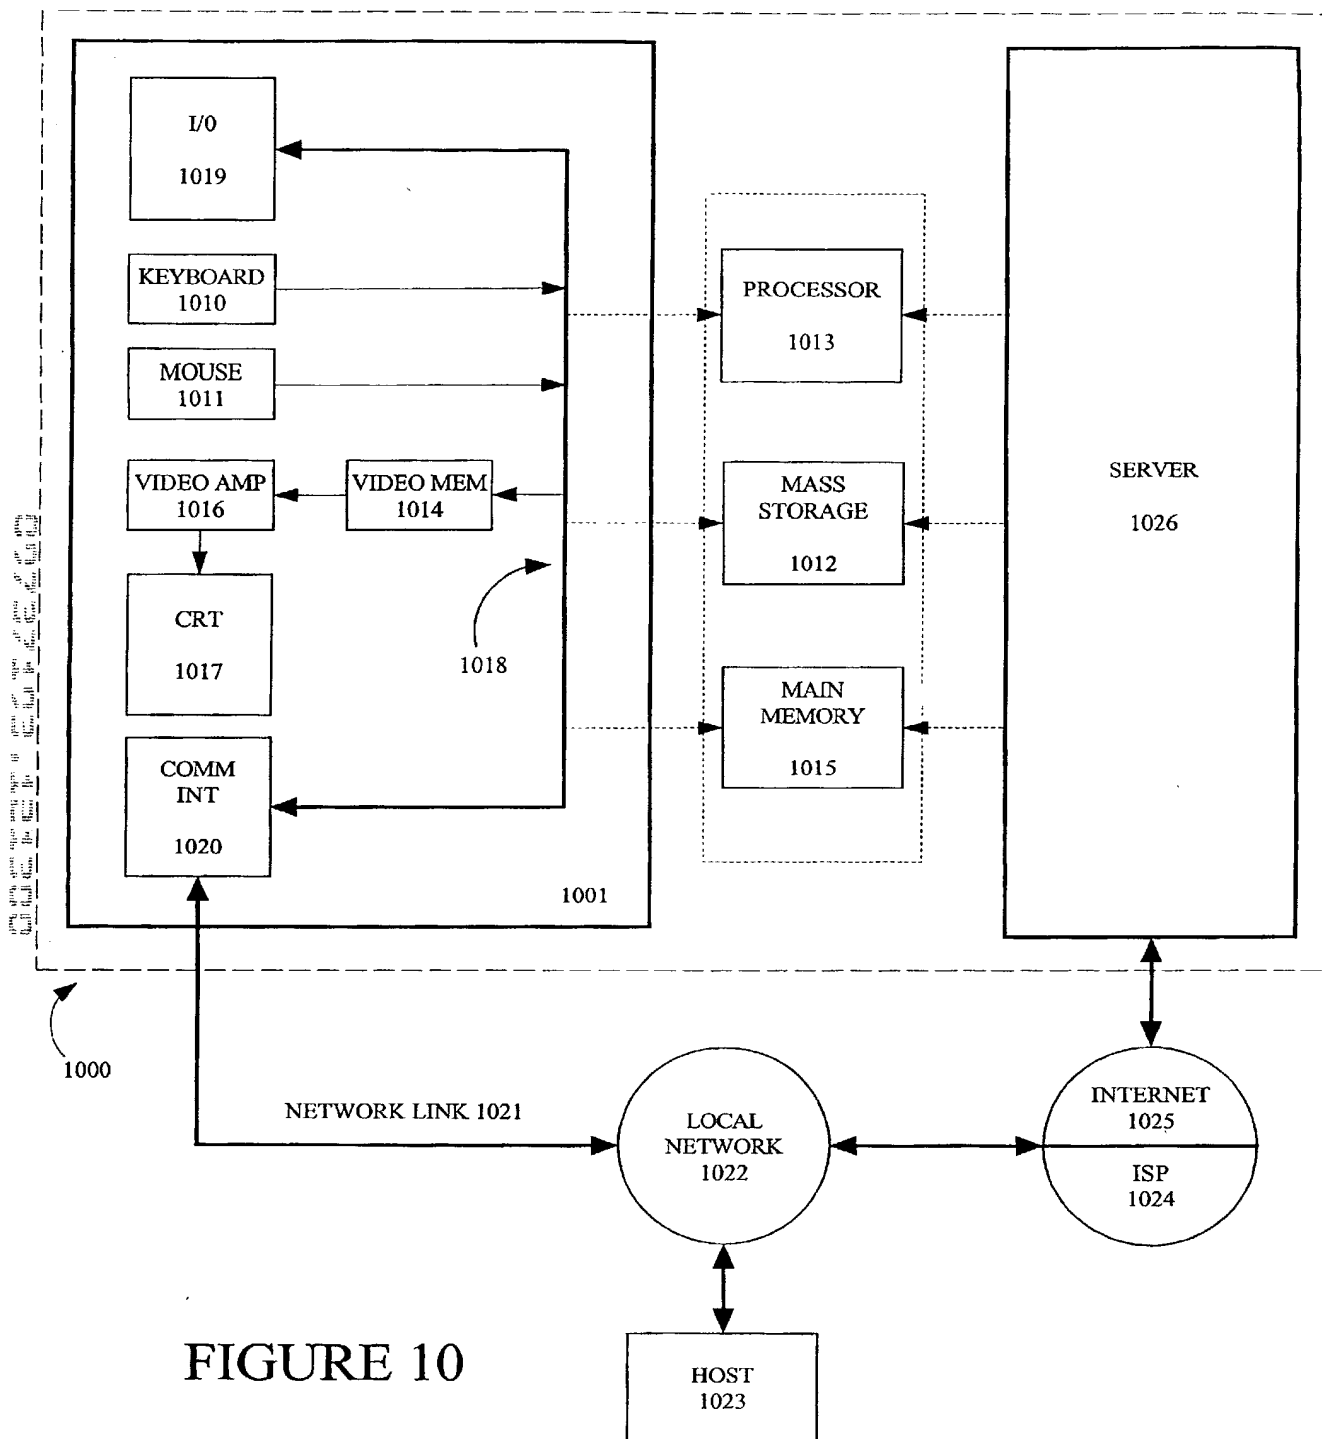 I/0
1019
KEYBOARD
1010
MOUSE
1011
VIDEO AMP
1016
VIDEO MEM
1014
CRT
1017
1018
COMM
INT
1020
1001
PROCESSOR
1013
MASS
STORAGE
1012
MAIN
MEMORY
1015
SERVER
1026
1000
NETWORK LINK 1021
LOCAL
NETWORK
1022
INTERNET
1025
ISP
1024
HOST
1023
FIGURE 10